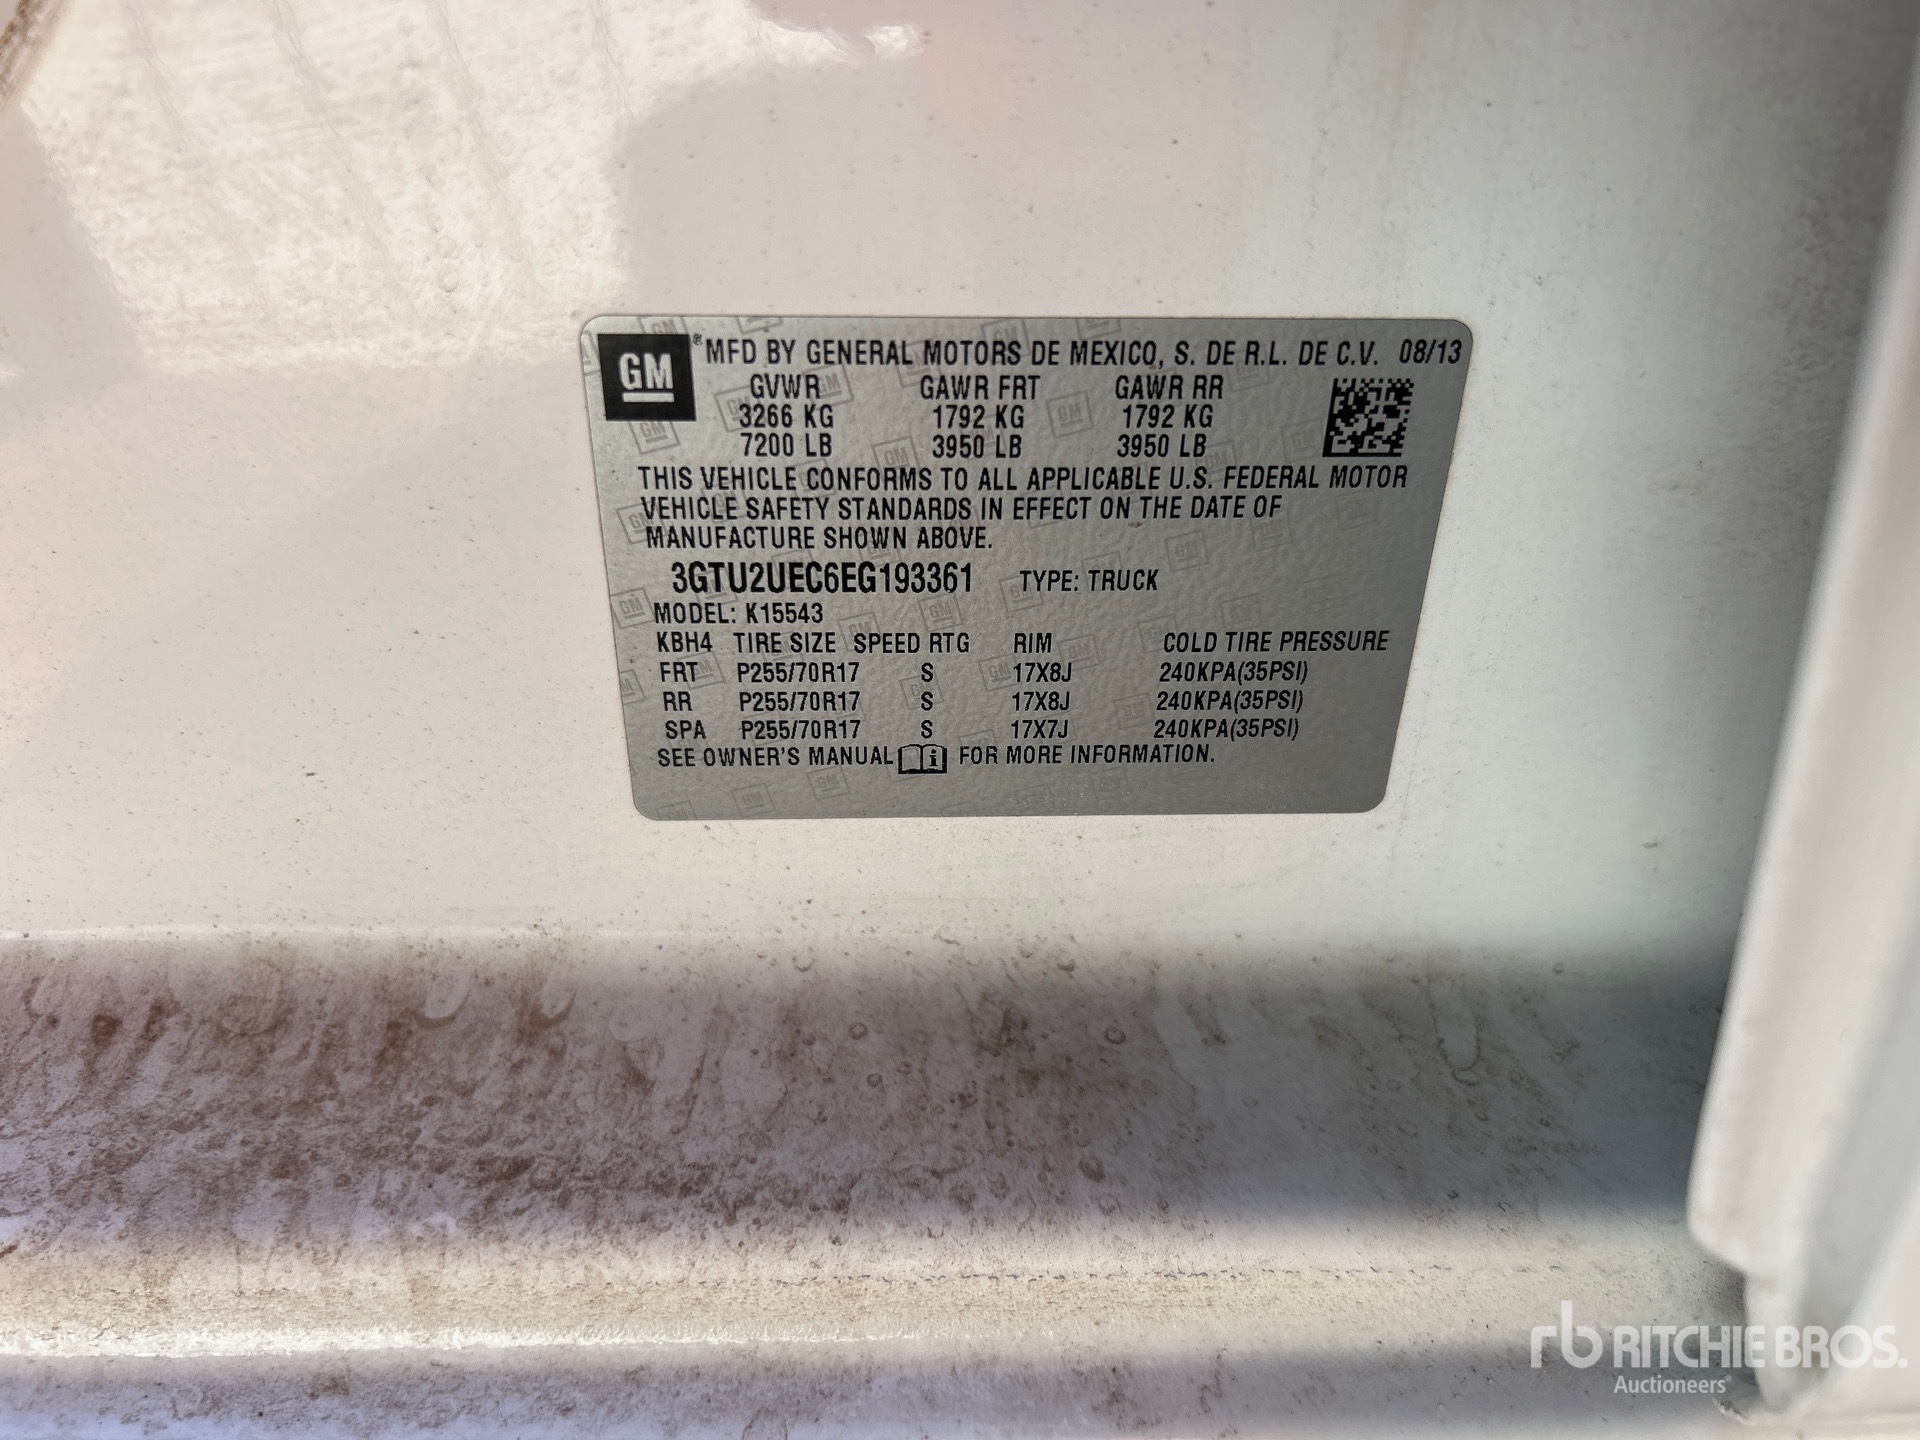 GM ® MFD BY GENERAL MOTORS DE MEXICO, S. DE R.L. DE C.V. 08/13
GVWR GAWR FRT GAWR RR
3266 KG 1792 KG 1792 KG
7200 LB 3950 LB 3950 LB
THIS VEHICLE CONFORMS TO ALL APPLICABLE U.S. FEDERAL MOTOR
VEHICLE SAFETY STANDARDS IN EFFECT ON THE DATE OF
MANUFACTURE SHOWN ABOVE.
3GTU2UEC6EG193361 TYPE: TRUCK
MODEL: K15543
KBH4 TIRE SIZE SPEED RTG RIM COLD TIRE PRESSURE
FRT P255/70R17 S 17X8J 240KPA(35PSI)
RR P255/70R17 S 17X8J 240KPA(35PSI)
SPA P255/70R17 S 17X7J 240KPA(35PSI)
SEE OWNER'S MANUAL FOR MORE INFORMATION.
rb RITCHIE BROS.
Auctioneers